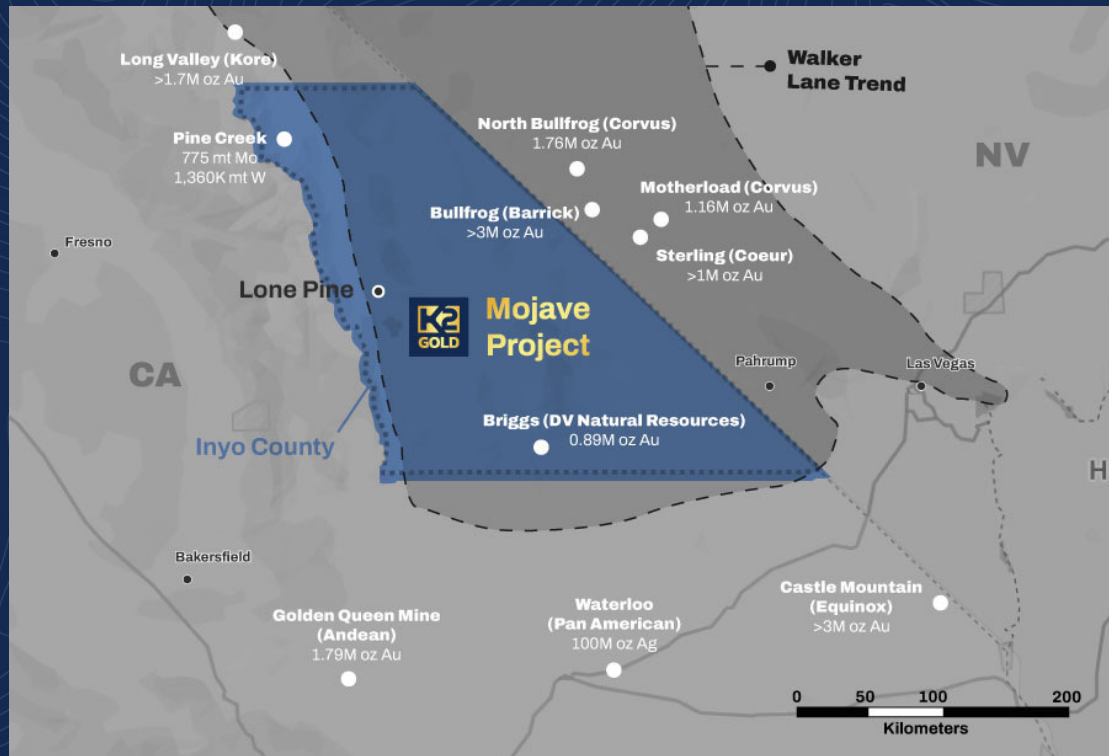 Long Valley (Kore)
>1.7M oz Au
Walker
Lane Trend
Pine Creek
775 mt Mo
1,360K mt W
North Bullfrog (Corvus)
1.76M oz Au
NV
Motherload (Corvus)
1.16M oz Au
Bullfrog (Barrick)
>3M oz Au
Fresno
Sterling (Coeur)
>1M oz Au
Lone Pine
K2
GOLD
Mojave
Project
CA
Pahrump
Las Vegas
Inyo County
Briggs (DV Natural Resources)
0.89M oz Au
H
Bakersfield
Golden Queen Mine
(Andean)
1.79M oz Au
Waterloo
(Pan American)
100M oz Ag
Castle Mountain
(Equinox)
>3M oz Au
0 50 100 200
Kilometers